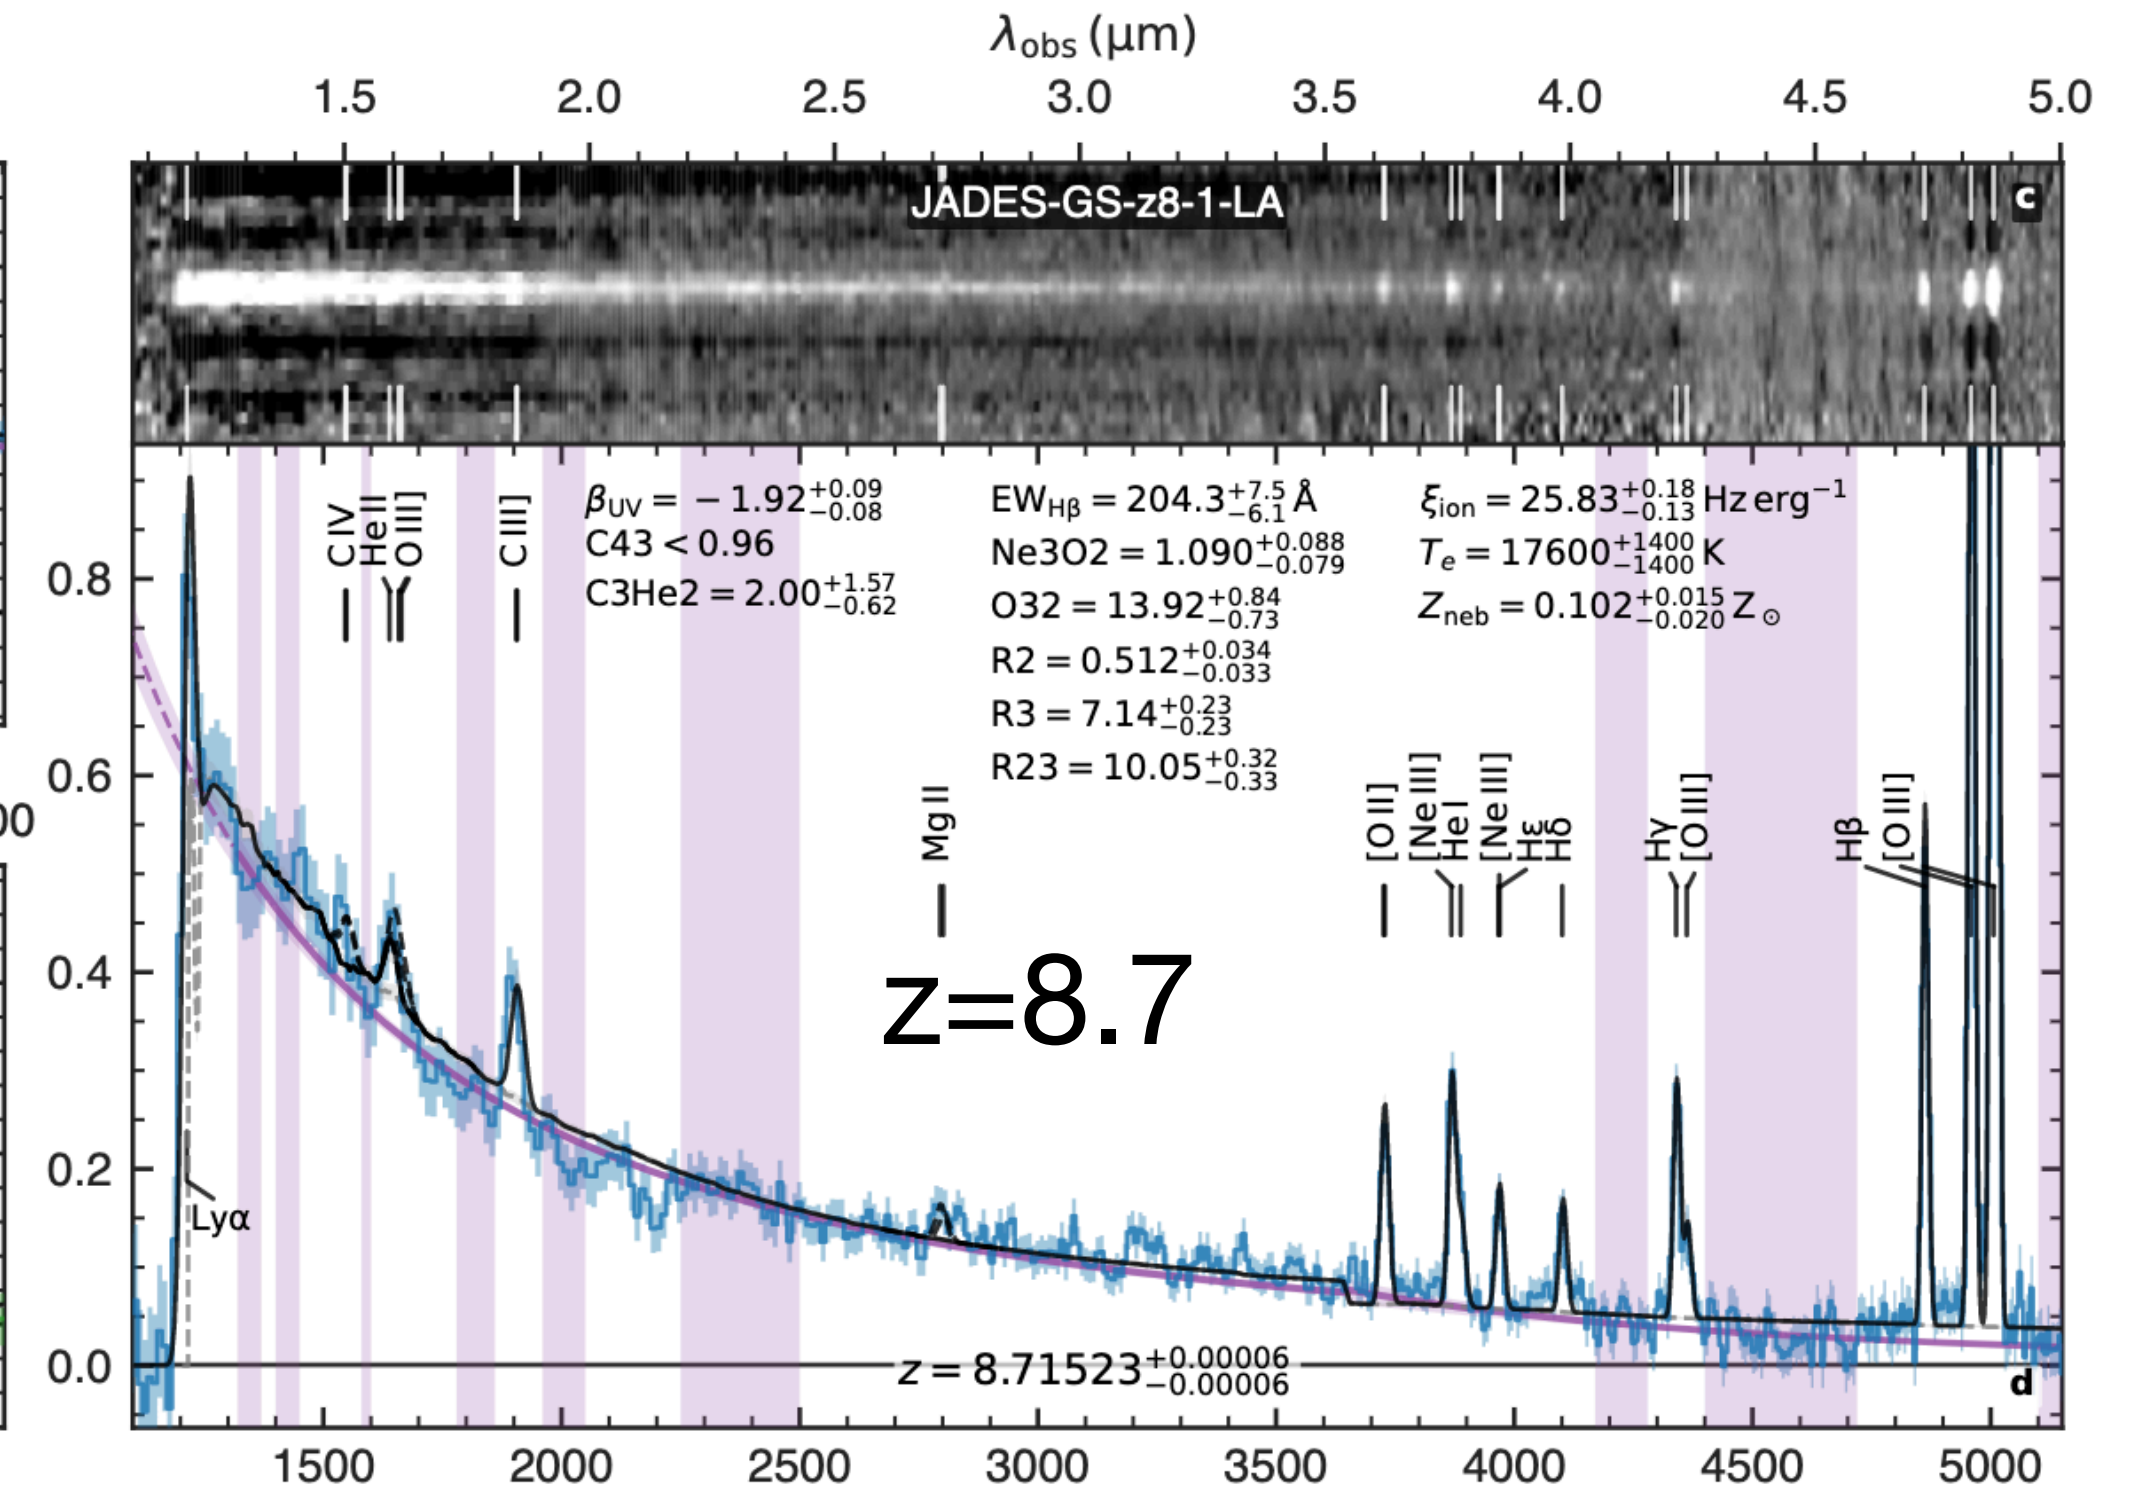 λobs (μm)
1.5 2.0 2.5 3.0 3.5 4.0 4.5 5.0
JADES-GS-z8-1-LA
c
C IV
He II
O III]
C III]
βUV = −1.92 +0.09 −0.08
C43 < 0.96
C3He2 = 2.00 +1.57 −0.62
EWHβ = 204.3 +7.5 −6.1 Å
Ne3O2 = 1.090 +0.088 −0.079
O32 = 13.92 +0.84 −0.73
R2 = 0.512 +0.034 −0.033
R3 = 7.14 +0.23 −0.23
R23 = 10.05 +0.32 −0.33
ξion = 25.83 +0.18 −0.13 Hz erg−1
Te = 17600 +1400 −1400 K
Zneb = 0.102 +0.015 −0.020 Z⊙
0.8
0.6
0.4
0.2
0.0
00
Mg II
[O II]
[Ne III]
He I
[Ne III]
Hε
Hδ
Hγ
[O III]
Hβ
[O III]
z=8.7
Lyα
z = 8.71523 +0.00006 −0.00006
d
1500 2000 2500 3000 3500 4000 4500 5000